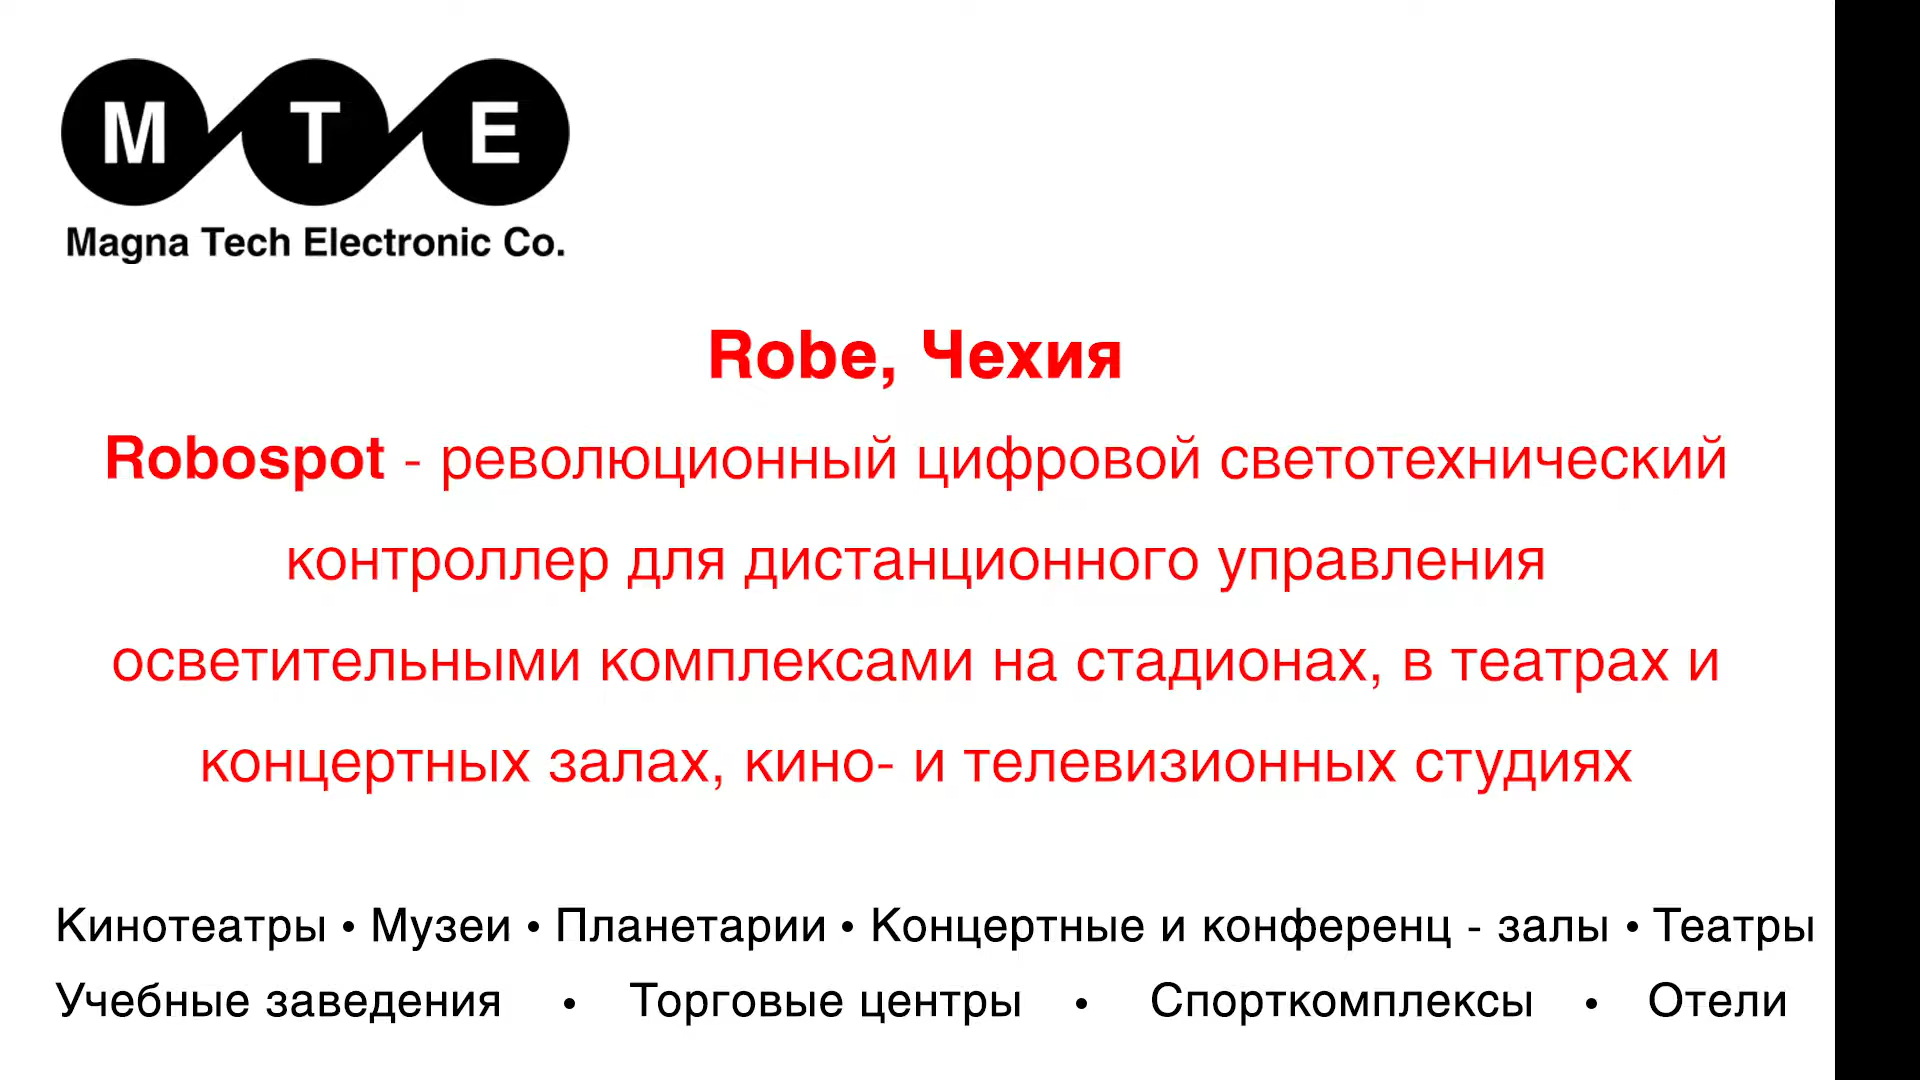 M T E
Magna Tech Electronic Co.
Robe, Чехия
Robospot - революционный цифровой светотехнический
контроллер для дистанционного управления
осветительными комплексами на стадионах, в театрах и
концертных залах, кино- и телевизионных студиях
Кинотеатры • Музеи • Планетарии • Концертные и конференц - залы • Театры
Учебные заведения • Торговые центры • Спорткомплексы • Отели